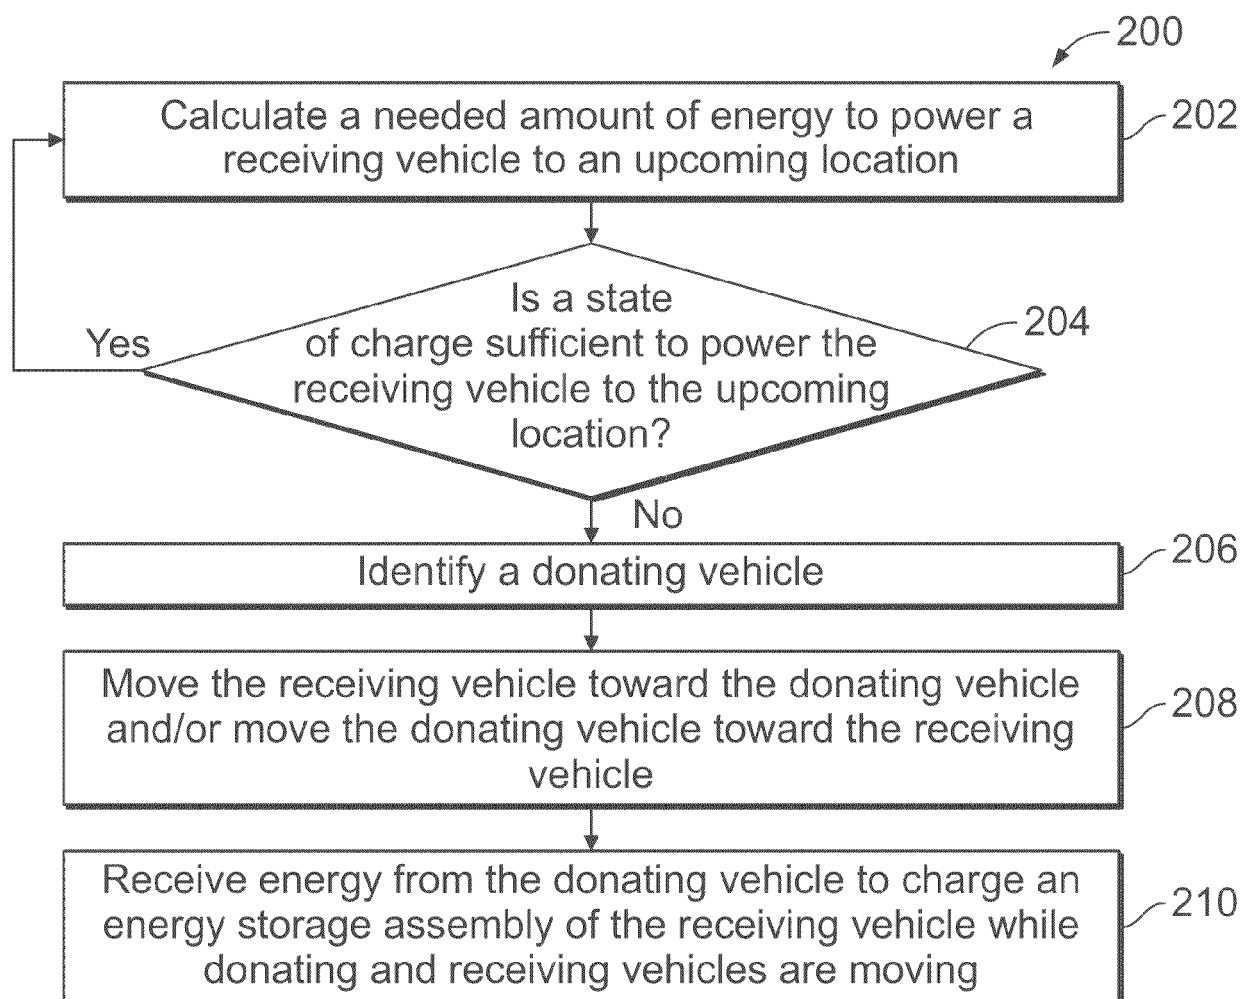 200
Calculate a needed amount of energy to power a
receiving vehicle to an upcoming location
202
Is a state
of charge sufficient to power the
receiving vehicle to the upcoming
location?
204
Yes
No
Identify a donating vehicle
206
Move the receiving vehicle toward the donating vehicle
and/or move the donating vehicle toward the receiving
vehicle
208
Receive energy from the donating vehicle to charge an
energy storage assembly of the receiving vehicle while
donating and receiving vehicles are moving
210